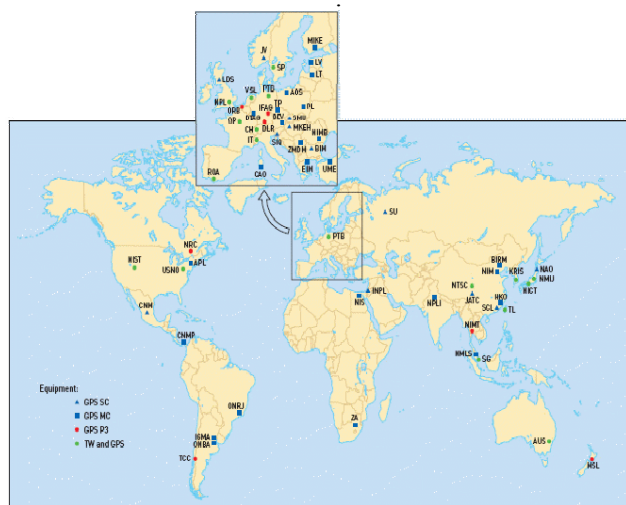 MIKE
JV
SP
LV
LT
LDS
VSL
PTB
AOS
NPL
ORB
IFAG
TP
PL
OP
BEV
SMU
CH
DLR
MKEH
IT
SIQ
NIMB
ZMDM
BIM
ROA
CAO
EIM
UME
SU
PTB
NRC
NIST
APL
USNO
BIRM
NIM
KRIS
NAO
NMIJ
NTSC
NICT
CNM
INPL
JATC
NIS
NPLI
HKO
SCL
TL
CNMP
NIMT
NMLS
SG
Equipment:
GPS SC
GPS MC
GPS P3
TW and GPS
ONRJ
ZA
IGMA
ONBA
AUS
TCC
MSL